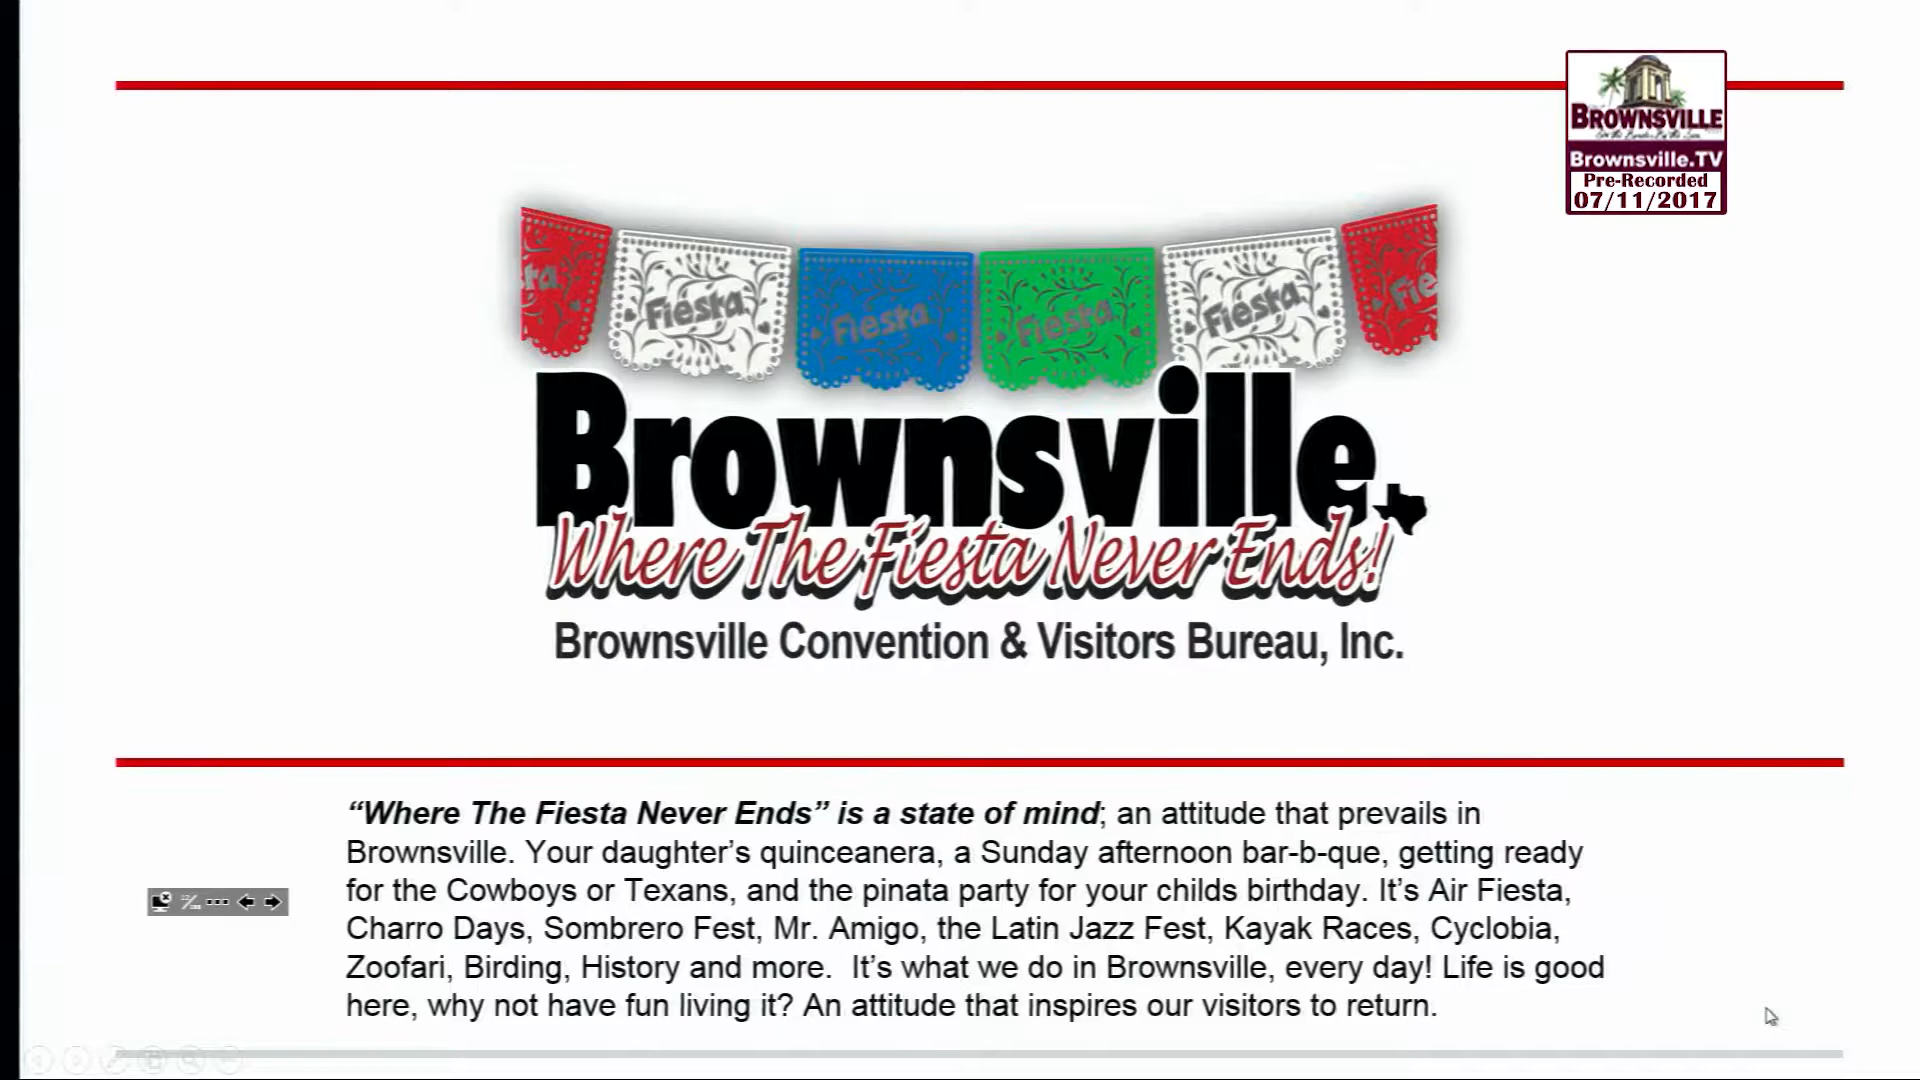 BROWNSVILLE
Brownsville.TV
Pre-Recorded
07/11/2017
sta
Fiesta
Fiesta
Fiesta
Fiesta
Fie
Brownsville
Where The Fiesta Never Ends!
Brownsville Convention & Visitors Bureau, Inc.
“Where The Fiesta Never Ends” is a state of mind; an attitude that prevails in
Brownsville. Your daughter’s quinceanera, a Sunday afternoon bar-b-que, getting ready
for the Cowboys or Texans, and the pinata party for your childs birthday. It’s Air Fiesta,
Charro Days, Sombrero Fest, Mr. Amigo, the Latin Jazz Fest, Kayak Races, Cyclobia,
Zoofari, Birding, History and more.  It’s what we do in Brownsville, every day! Life is good
here, why not have fun living it? An attitude that inspires our visitors to return.